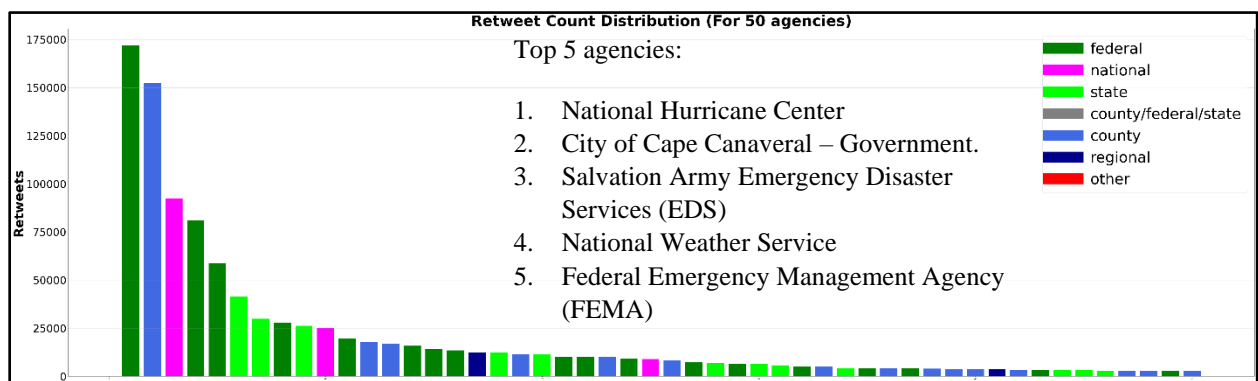 Retweet Count Distribution (For 50 agencies)
175000
150000
125000
100000
75000
50000
25000
0
Retweets
Top 5 agencies:
1. National Hurricane Center
2. City of Cape Canaveral – Government.
3. Salvation Army Emergency Disaster
Services (EDS)
4. National Weather Service
5. Federal Emergency Management Agency
(FEMA)
federal
national
state
county/federal/state
county
regional
other